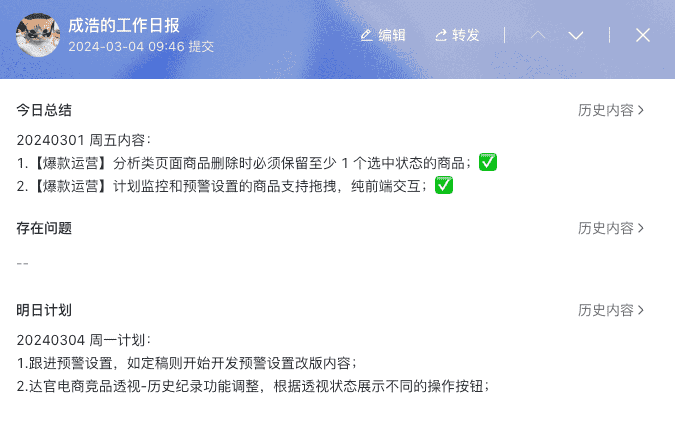 成浩的工作日报
2024-03-04 09:46 提交
编辑
转发
今日总结
历史内容
20240301 周五内容：
1.【爆款运营】分析类页面商品删除时必须保留至少 1 个选中状态的商品；✅
2.【爆款运营】计划监控和预警设置的商品支持拖拽，纯前端交互；✅
存在问题
历史内容
--
明日计划
历史内容
20240304 周一计划：
1.跟进预警设置，如定稿则开始开发预警设置改版内容；
2.达官电商竞品透视-历史纪录功能调整，根据透视状态展示不同的操作按钮；